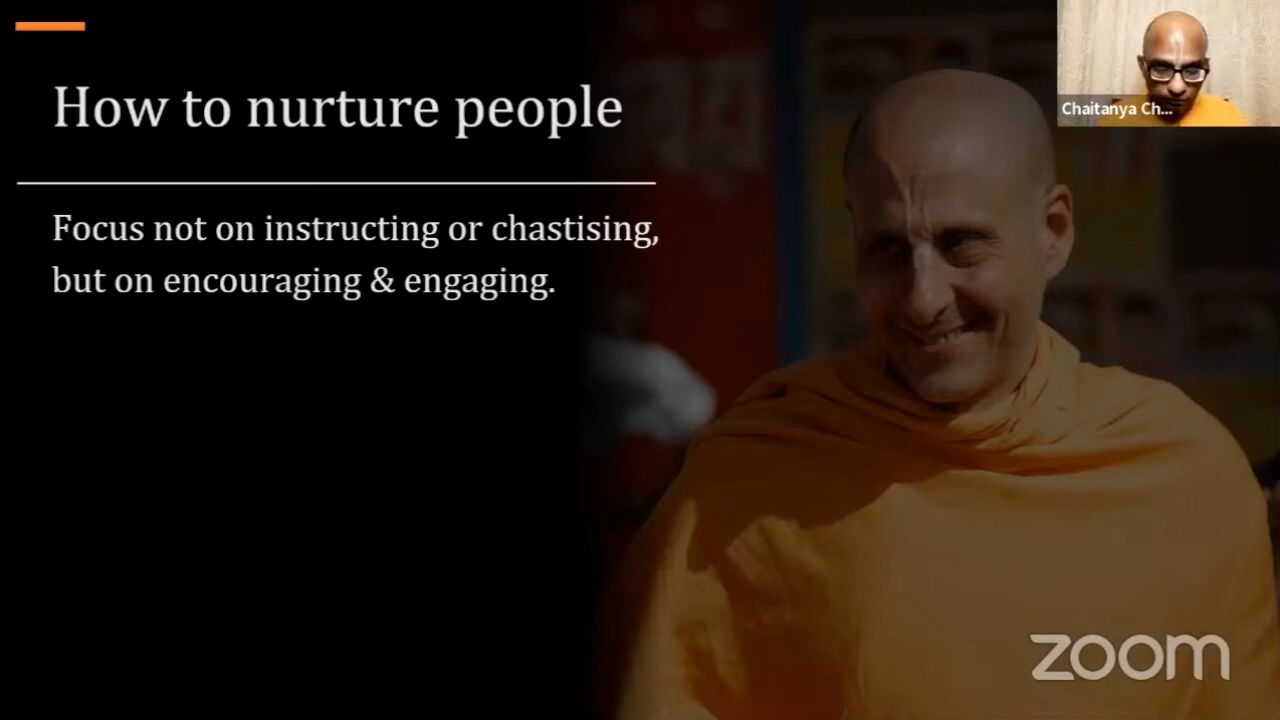 How to nurture people
Focus not on instructing or chastising,
but on encouraging & engaging.
Chaitanya Ch...
zoom